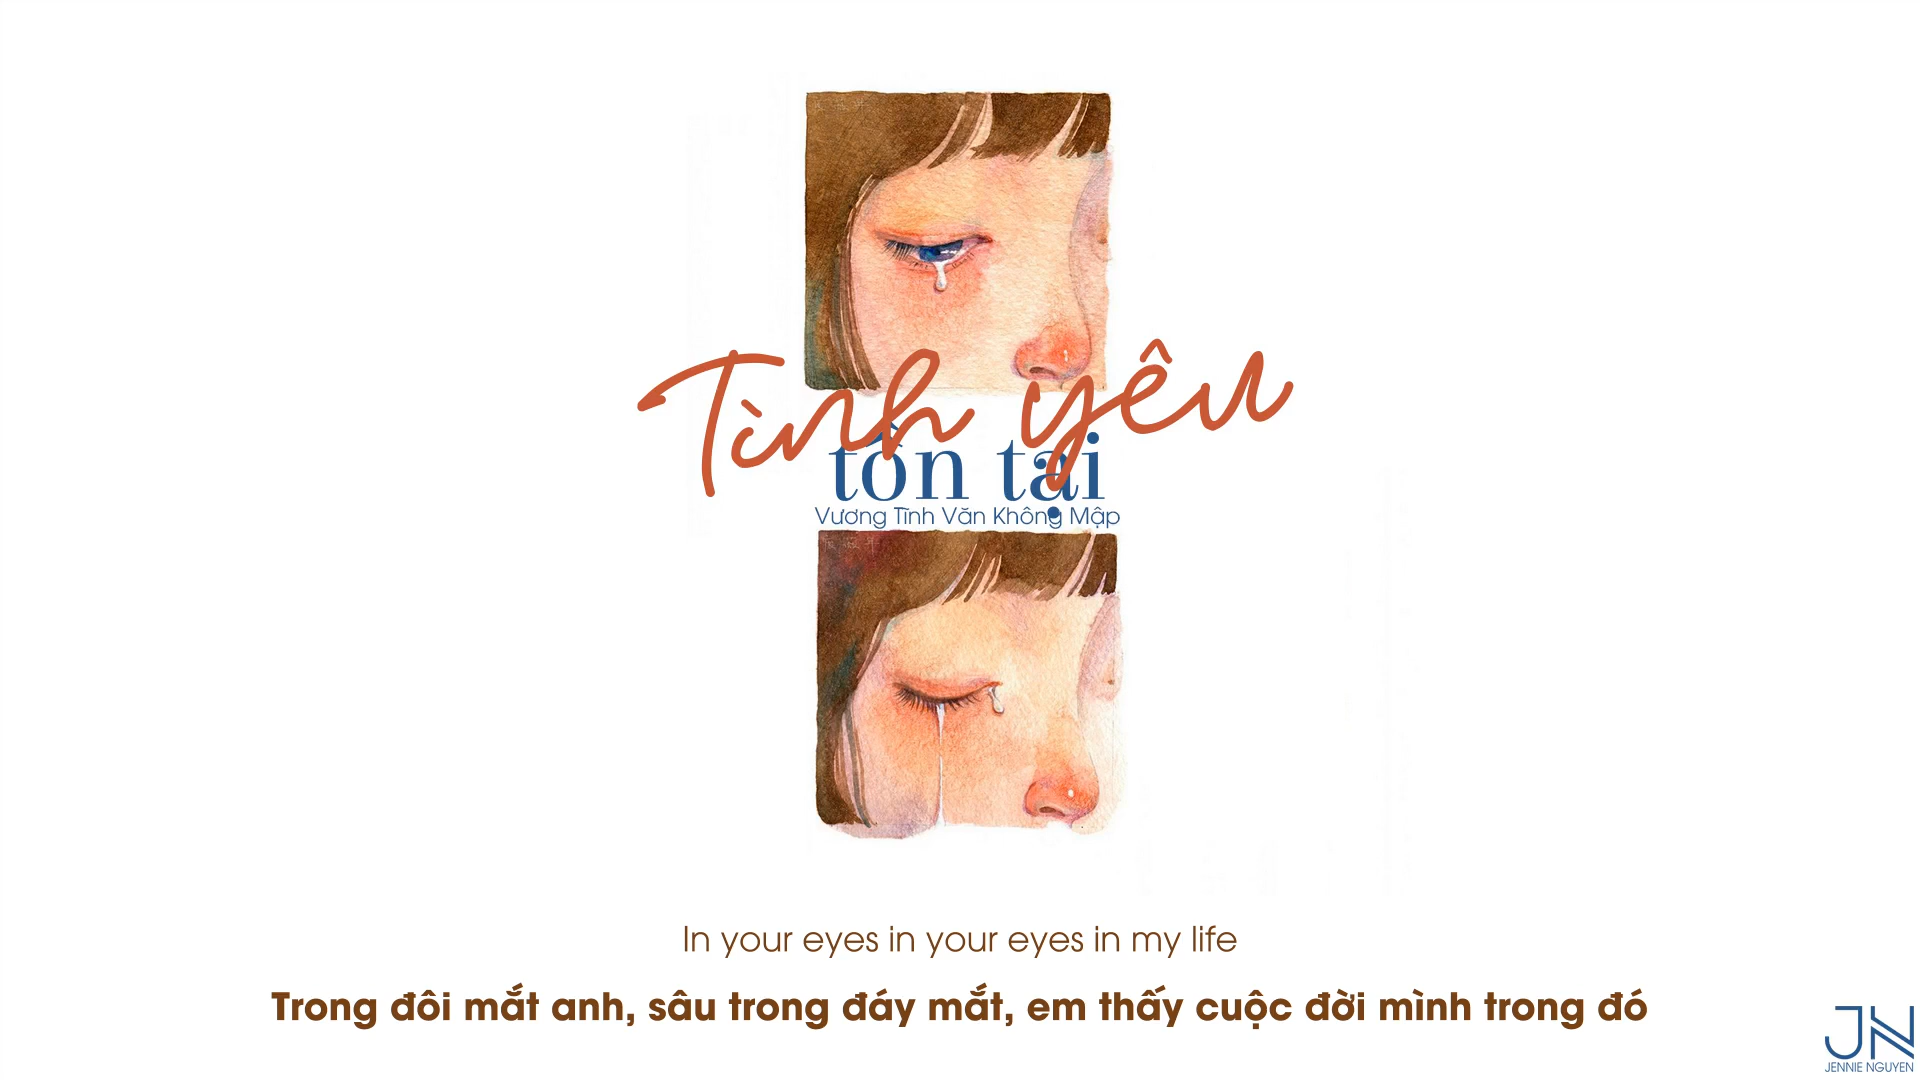 Tình yêu
tồn tại
Vương Tĩnh Văn Không Mập
In your eyes in your eyes in my life
Trong đôi mắt anh, sâu trong đáy mắt, em thấy cuộc đời mình trong đó
JN
JENNIE NGUYEN